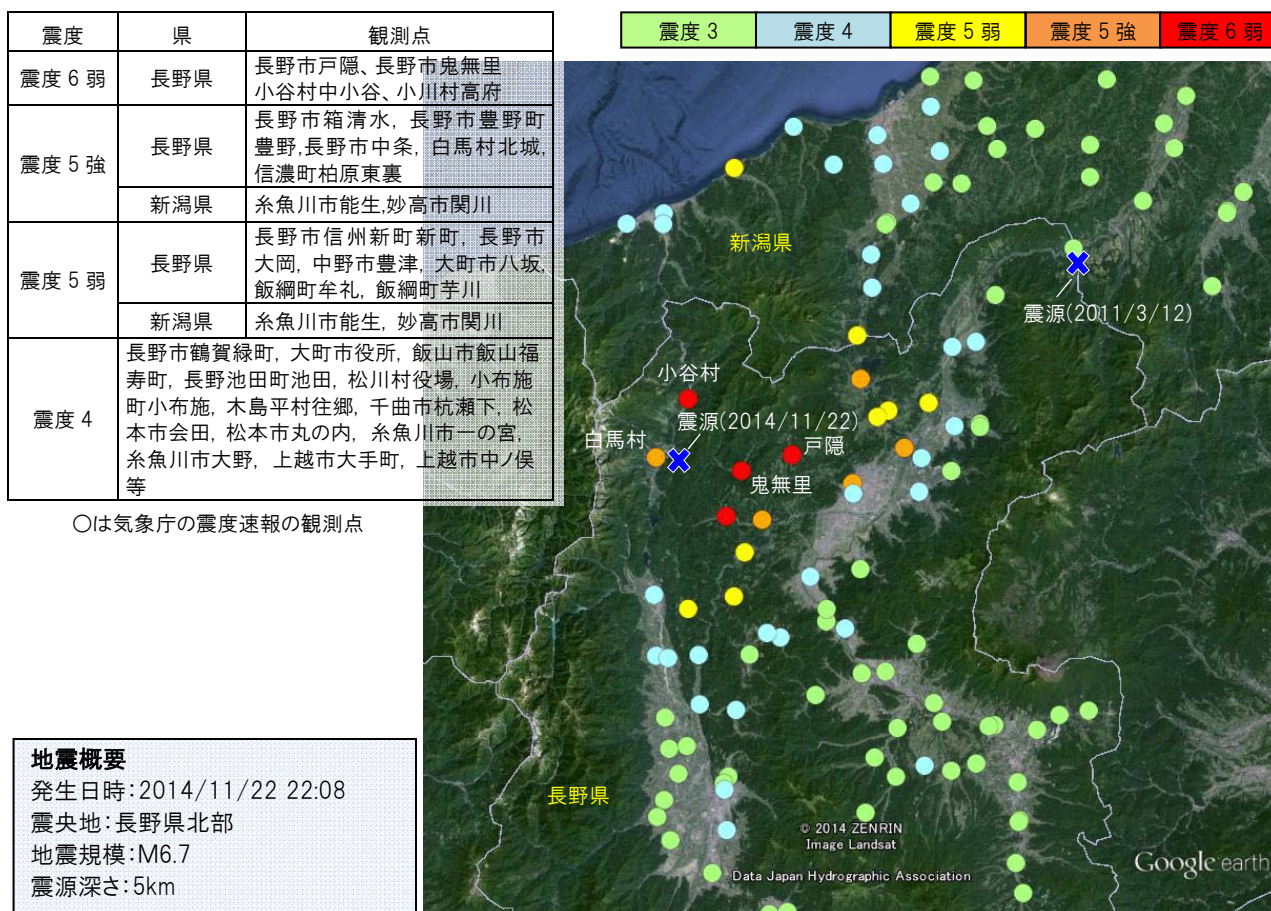 震度 県 観測点
震度 6 弱 長野県 長野市戸隠、長野市鬼無里
小谷村中小谷、小川村高府
震度 5 強 長野県 長野市箱清水, 長野市豊野町
豊野,長野市中条, 白馬村北城,
信濃町柏原東裏
新潟県 糸魚川市能生,妙高市関川
震度 5 弱 長野県 長野市信州新町新町, 長野市
大岡, 中野市豊津, 大町市八坂,
飯綱町牟礼, 飯綱町芋川
新潟県 糸魚川市能生, 妙高市関川
震度 4 長野市鶴賀緑町, 大町市役所, 飯山市飯山福
寿町, 長野池田町池田, 松川村役場, 小布施
町小布施, 木島平村往郷, 千曲市杭瀬下, 松
本市会田, 松本市丸の内, 糸魚川市一の宮,
糸魚川市大野, 上越市大手町, 上越市中ノ俣
等
〇は気象庁の震度速報の観測点
震度 3 震度 4 震度 5 弱 震度 5 強 震度 6 弱
新潟県
震源(2011/3/12)
小谷村
震源(2014/11/22)
白馬村
戸隠
鬼無里
長野県
© 2014 ZENRIN
Image Landsat
Data Japan Hydrographic Association
Google earth
地震概要
発生日時:2014/11/22 22:08
震央地:長野県北部
地震規模:M6.7
震源深さ:5km